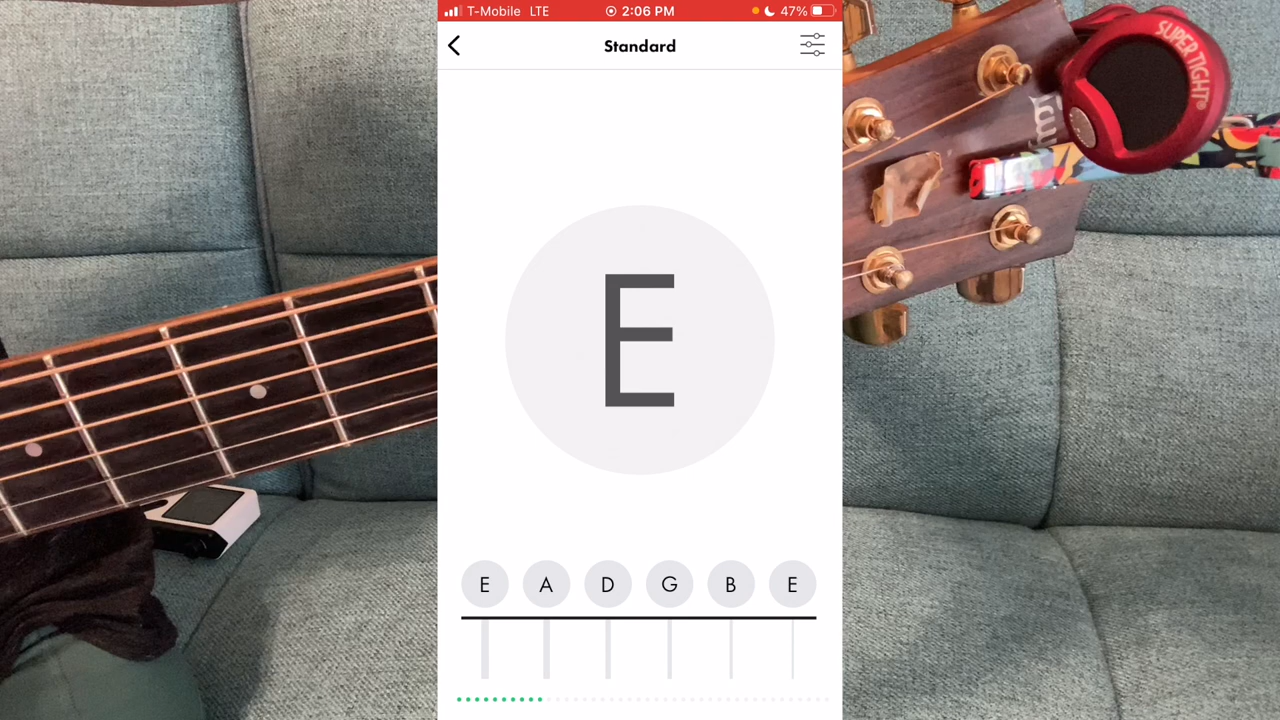 T-Mobile LTE 2:06 PM 47%
Standard
E
E A D G B E
SUPER TIGHT®